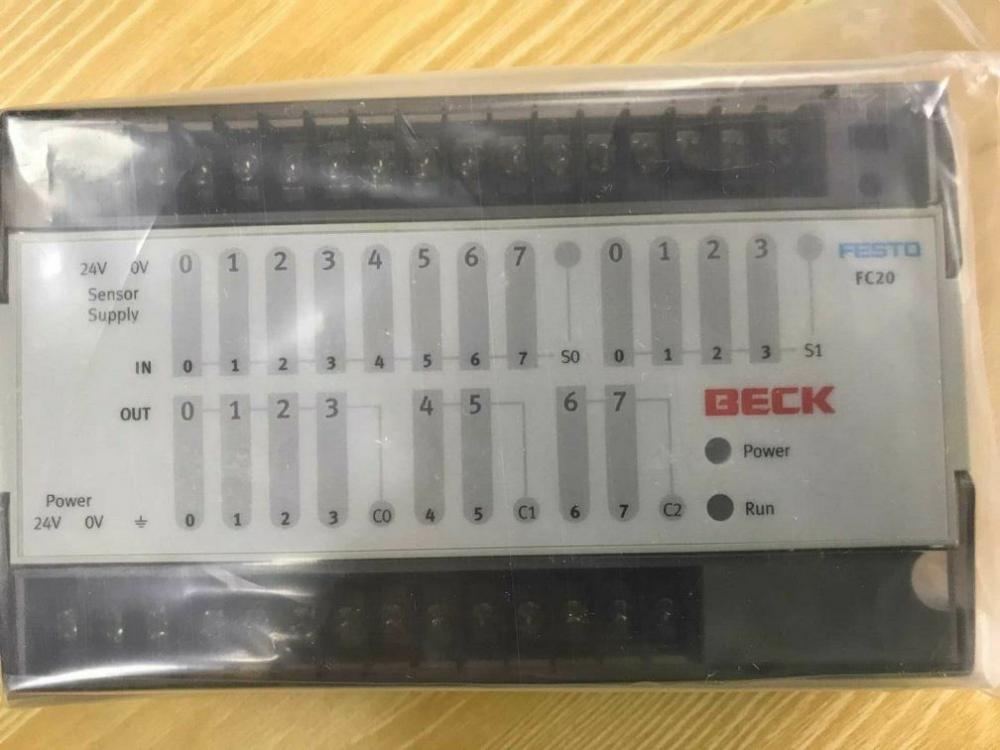 24V 0V 0 1 2 3 4 5 6 7 0 1 2 3 FESTO
FC20
Sensor
Supply
IN 0 1 2 3 4 5 6 7 S0 0 1 2 3 S1
OUT 0 1 2 3 4 5 6 7 BECK
Power
Power
24V 0V 0 1 2 3 C0 4 5 C1 6 7 C2 Run